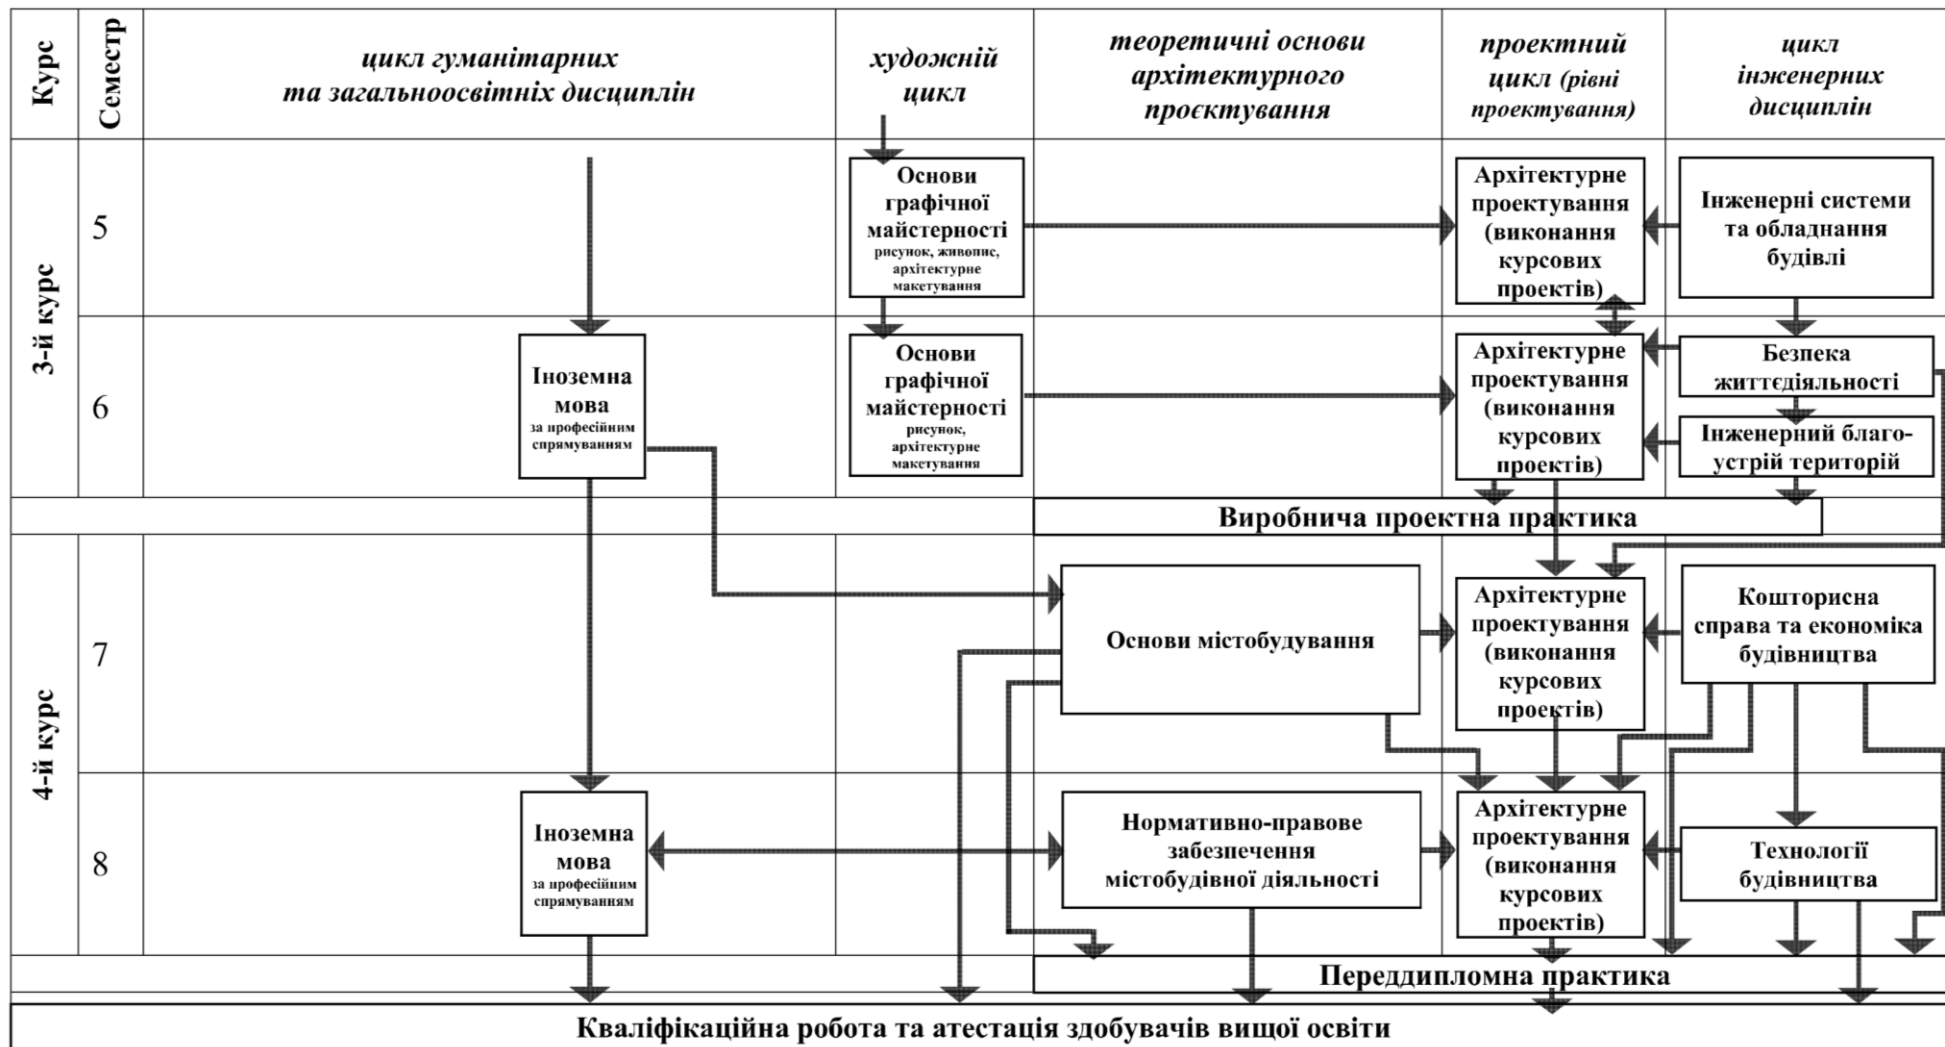 Курс
Семестр
цикл гуманітарних
та загальноосвітніх дисциплін
художній
цикл
теоретичні основи
архітектурного
проєктування
проектний
цикл (рівні
проектування)
цикл
інженерних
дисциплін
3-й курс
5
Основи
графічної
майстерності
рисунок, живопис,
архітектурне
макетування
Архітектурне
проектування
(виконання
курсових
проектів)
Інженерні системи
та обладнання
будівлі
6
Іноземна
мова
за професійним
спрямуванням
Основи
графічної
майстерності
рисунок,
архітектурне
макетування
Архітектурне
проектування
(виконання
курсових
проектів)
Безпека
життєдіяльності
Інженерний благо-
устрій територій
Виробнича проектна практика
4-й курс
7
Основи містобудування
Архітектурне
проектування
(виконання
курсових
проектів)
Кошторисна
справа та економіка
будівництва
8
Іноземна
мова
за професійним
спрямуванням
Нормативно-правове
забезпечення
містобудівної діяльності
Архітектурне
проектування
(виконання
курсових
проектів)
Технології
будівництва
Переддипломна практика
Кваліфікаційна робота та атестація здобувачів вищої освіти